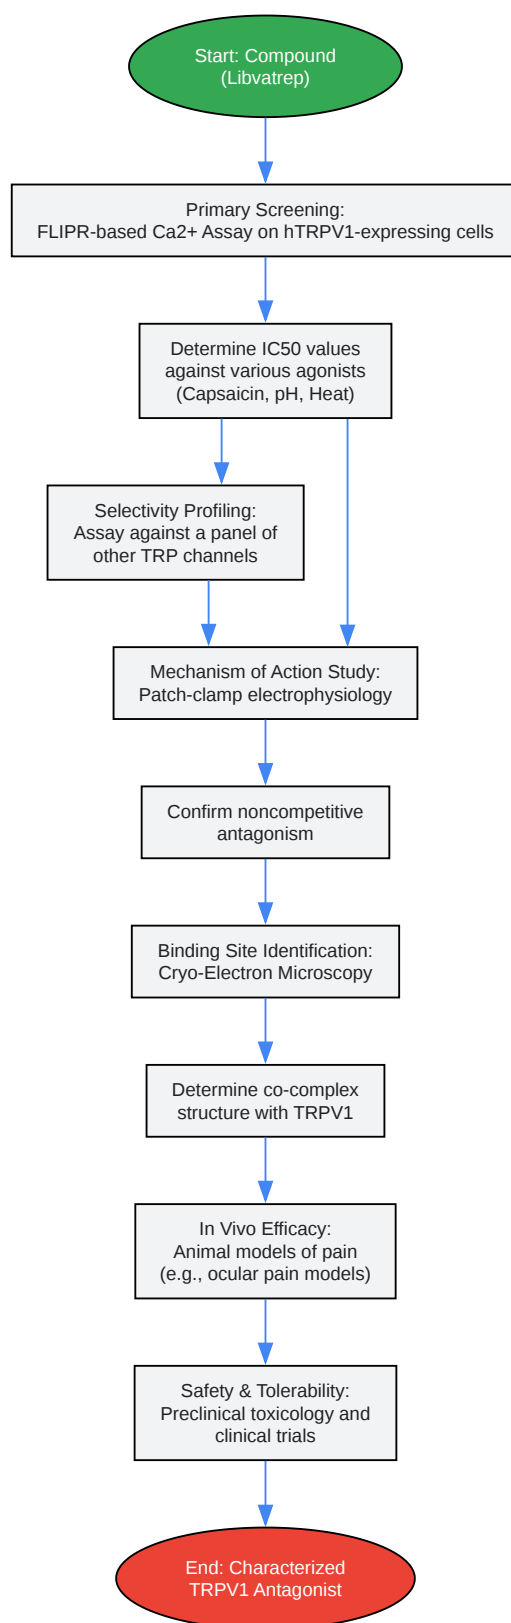 Start: Compound
(Libvatrep)
Primary Screening:
FLIPR-based Ca2+ Assay on hTRPV1-expressing cells
Determine IC50 values
against various agonists
(Capsaicin, pH, Heat)
Selectivity Profiling:
Assay against a panel of
other TRP channels
Mechanism of Action Study:
Patch-clamp electrophysiology
Confirm noncompetitive
antagonism
Binding Site Identification:
Cryo-Electron Microscopy
Determine co-complex
structure with TRPV1
In Vivo Efficacy:
Animal models of pain
(e.g., ocular pain models)
Safety & Tolerability:
Preclinical toxicology and
clinical trials
End: Characterized
TRPV1 Antagonist